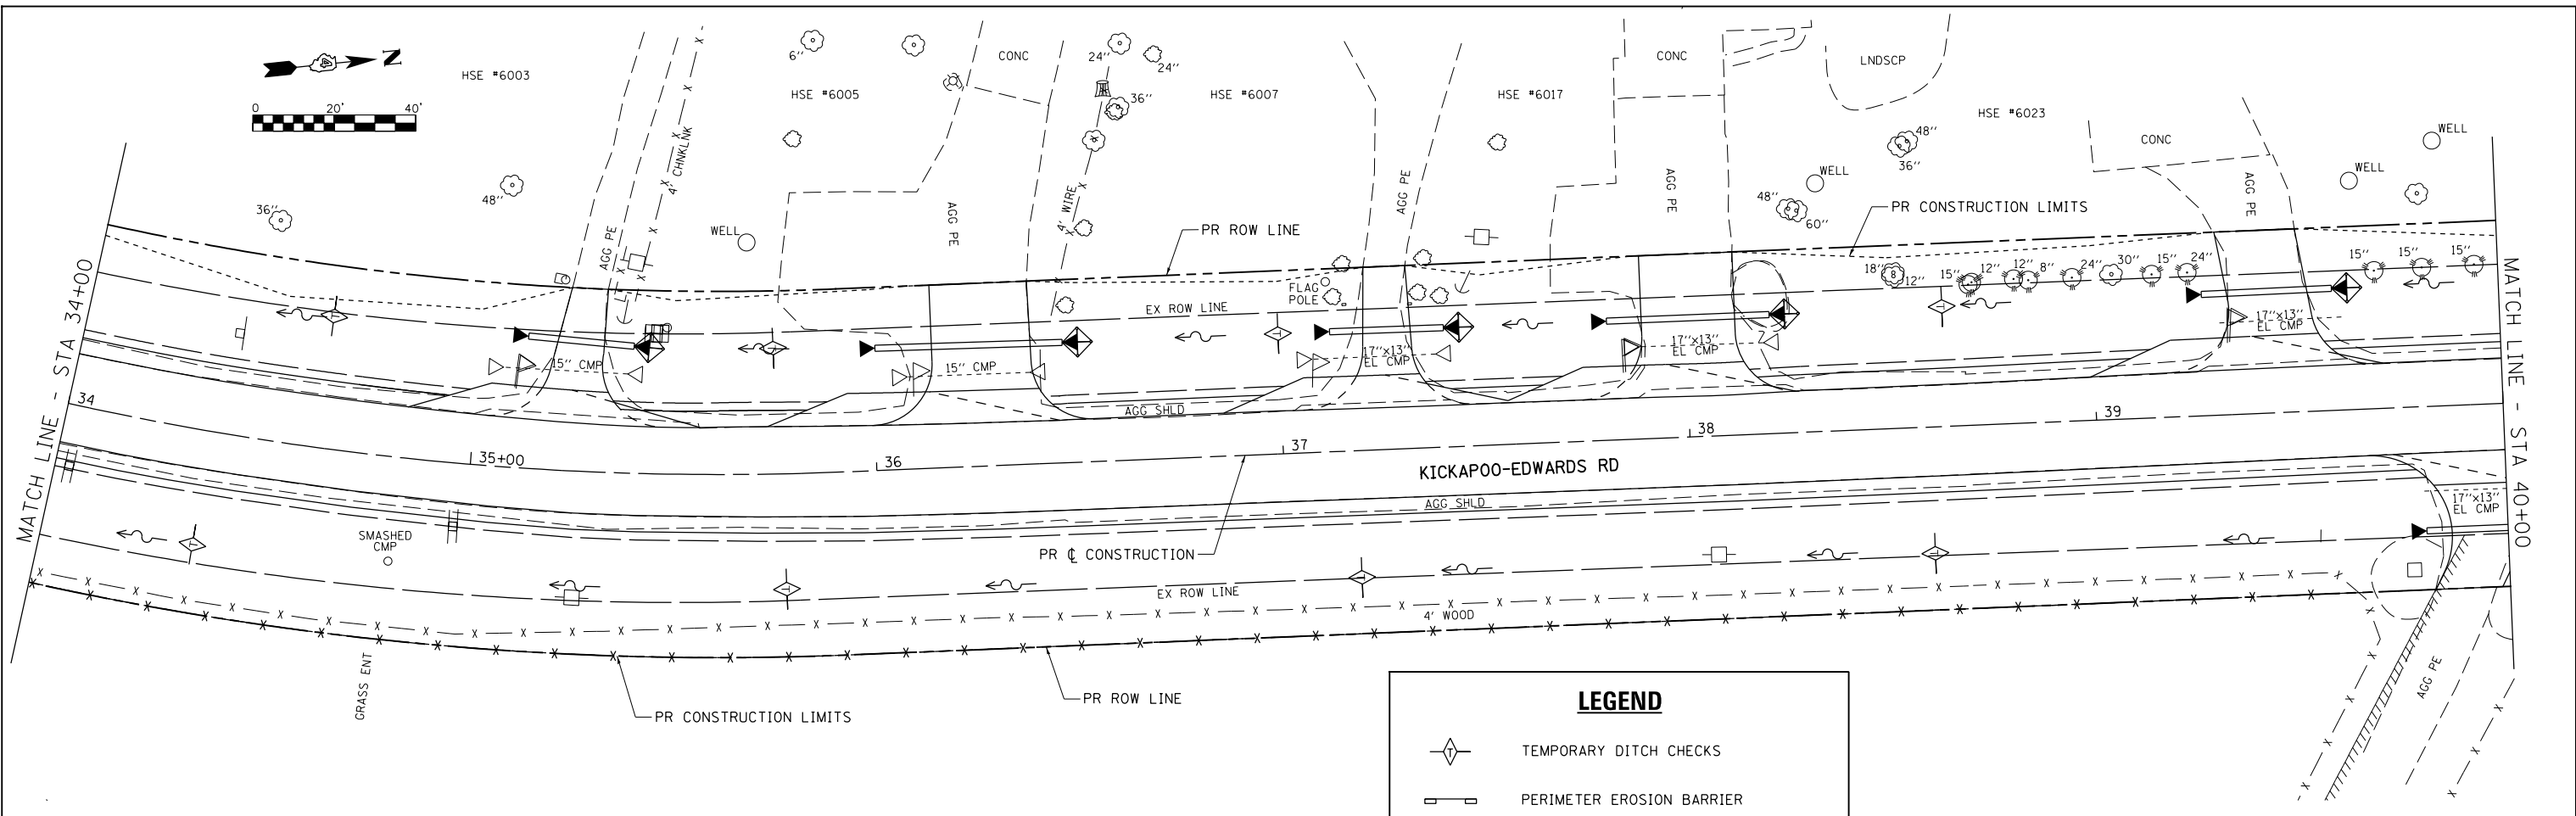 N
0 20' 40'
HSE #6003
6''
HSE #6005
CONC
24''
24''
36''
HSE #6007
HSE #6017
CONC
LNDSCP
HSE #6023
48''
36''
CONC
WELL
WELL
WELL
36''
48''
4' CHNKLNK
AGG PE
WELL
AGG PE
4' WIRE
PR ROW LINE
AGG PE
AGG PE
48''
60''
PR CONSTRUCTION LIMITS
AGG PE
FLAG
POLE
EX ROW LINE
18''
12''
15''
12''
12''
8''
24''
30''
15''
24''
15''
15''
15''
MATCH LINE - STA 34+00
MATCH LINE - STA 40+00
15'' CMP
15'' CMP
17''x13''
EL CMP
17''x13''
EL CMP
17''x13''
EL CMP
AGG SHLD
34
35+00
36
37
38
39
KICKAPOO-EDWARDS RD
AGG SHLD
17''x13''
EL CMP
SMASHED
CMP
PR ℄ CONSTRUCTION
EX ROW LINE
4' WOOD
GRASS ENT
PR CONSTRUCTION LIMITS
PR ROW LINE
AGG PE
LEGEND
TEMPORARY DITCH CHECKS
PERIMETER EROSION BARRIER